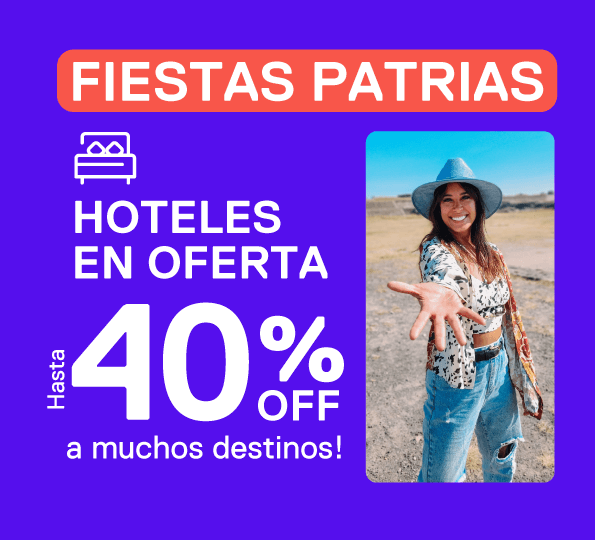 FIESTAS PATRIAS
HOTELES
EN OFERTA
Hasta
40%
OFF
a muchos destinos!